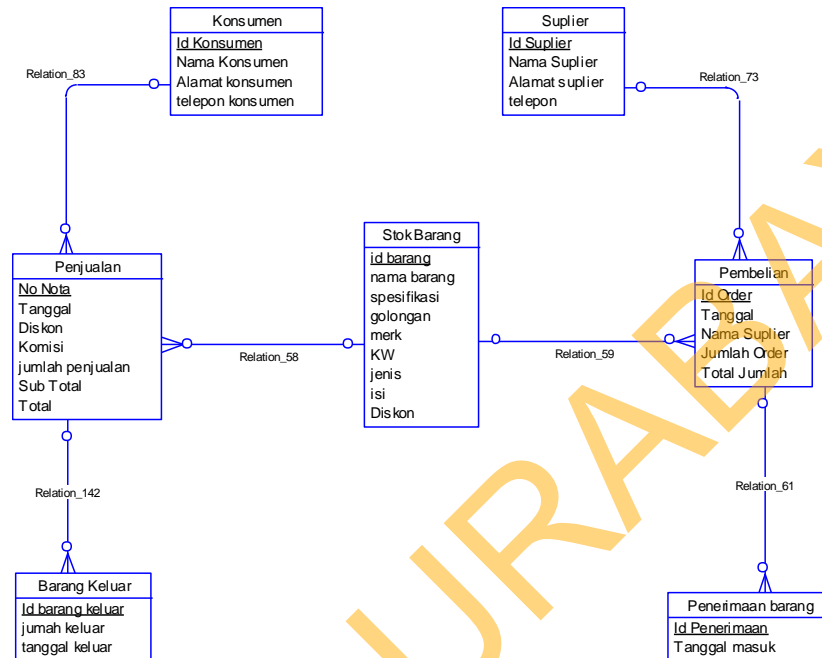 Konsumen
Id Konsumen
Nama Konsumen
Alamat konsumen
telepon konsumen
Suplier
Id Suplier
Nama Suplier
Alamat suplier
telepon
Relation_83
Relation_73
Penjualan
No Nota
Tanggal
Diskon
Komisi
jumlah penjualan
Sub Total
Total
Stok Barang
id barang
nama barang
spesifikasi
golongan
merk
KW
jenis
isi
Diskon
Pembelian
Id Order
Tanggal
Nama Suplier
Jumlah Order
Total Jumlah
Relation_58
Relation_59
Relation_142
Relation_61
Barang Keluar
Id barang keluar
jumah keluar
tanggal keluar
Penerimaan barang
Id Penerimaan
Tanggal masuk
URABA